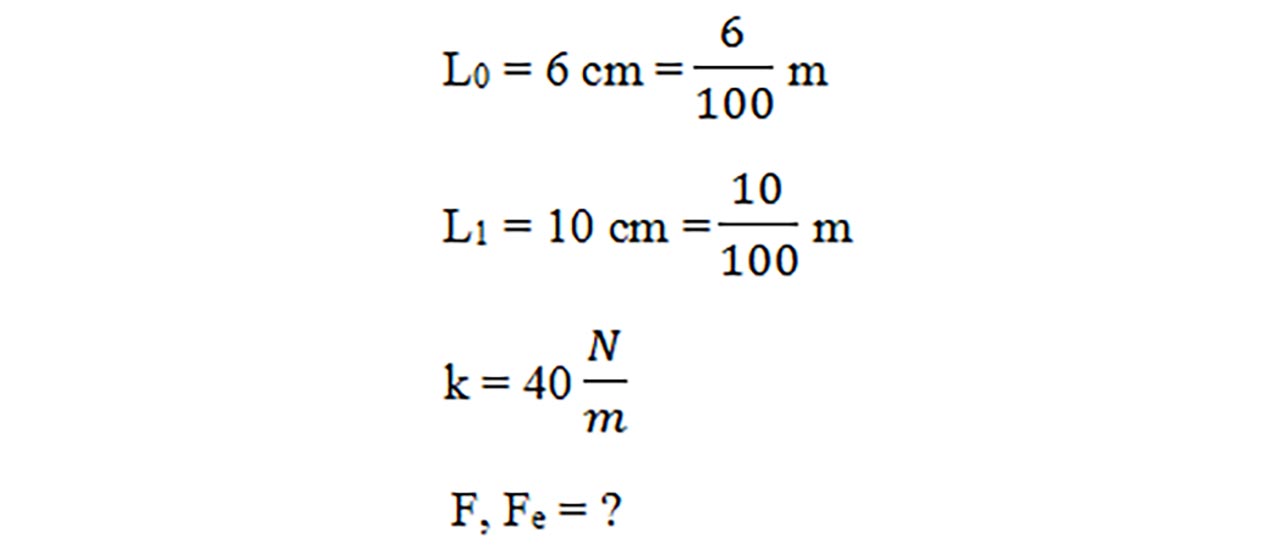 L₀ = 6 cm = 6/100 m
L₁ = 10 cm = 10/100 m
k = 40 N/m
F, Fₑ = ?